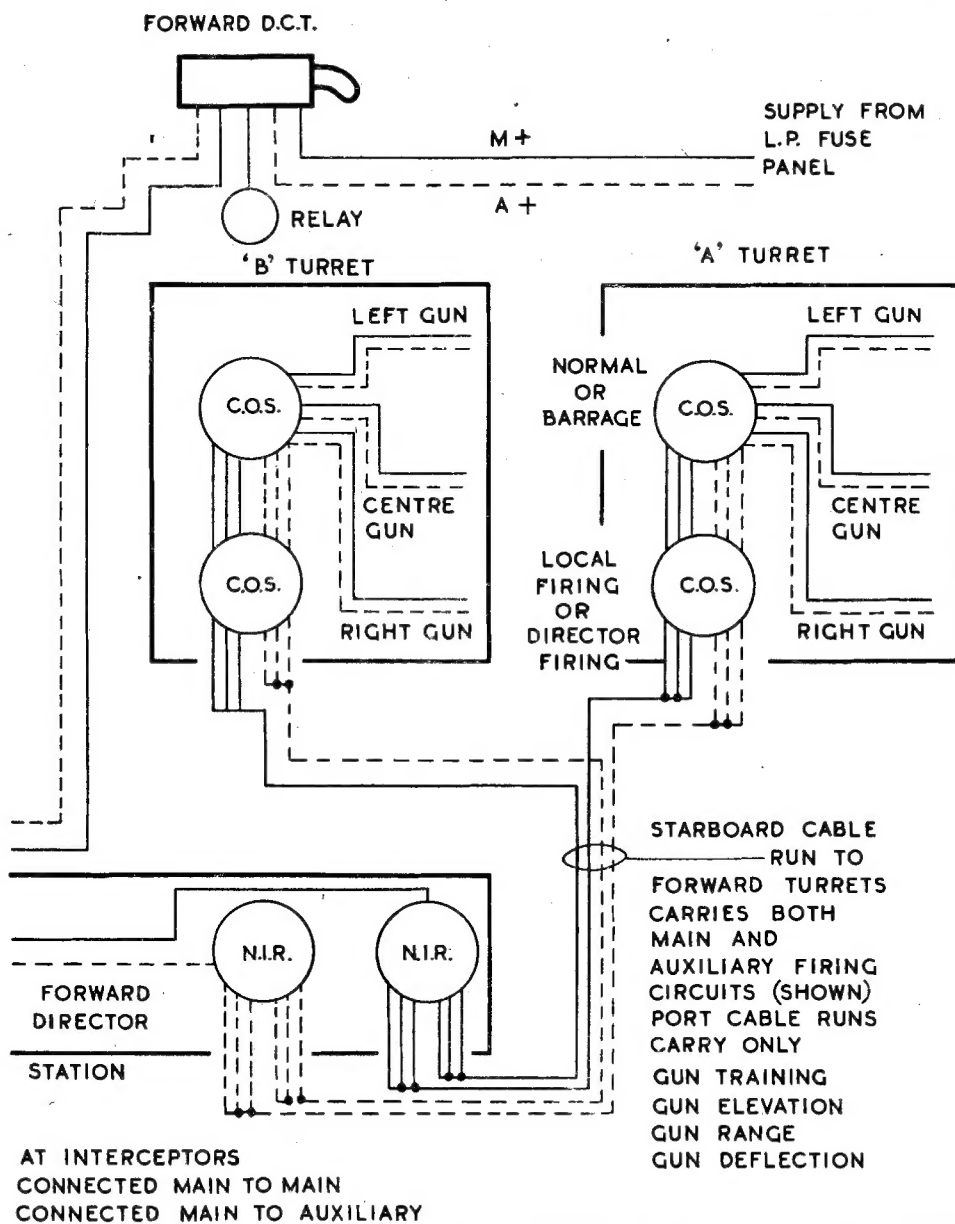 FORWARD D.C.T.
SUPPLY FROM
L.P. FUSE
PANEL
M +
A +
RELAY
'B' TURRET
'A' TURRET
LEFT GUN
C.O.S.
CENTRE
GUN
C.O.S.
RIGHT GUN
NORMAL
OR
BARRAGE
LOCAL
FIRING
OR
DIRECTOR
FIRING
LEFT GUN
C.O.S.
CENTRE
GUN
C.O.S.
RIGHT GUN
N.I.R.
N.I.R.
FORWARD
DIRECTOR
STATION
STARBOARD CABLE
RUN TO
FORWARD TURRETS
CARRIES BOTH
MAIN AND
AUXILIARY FIRING
CIRCUITS (SHOWN)
PORT CABLE RUNS
CARRY ONLY
GUN TRAINING
GUN ELEVATION
GUN RANGE
GUN DEFLECTION
AT INTERCEPTORS
CONNECTED MAIN TO MAIN
CONNECTED MAIN TO AUXILIARY